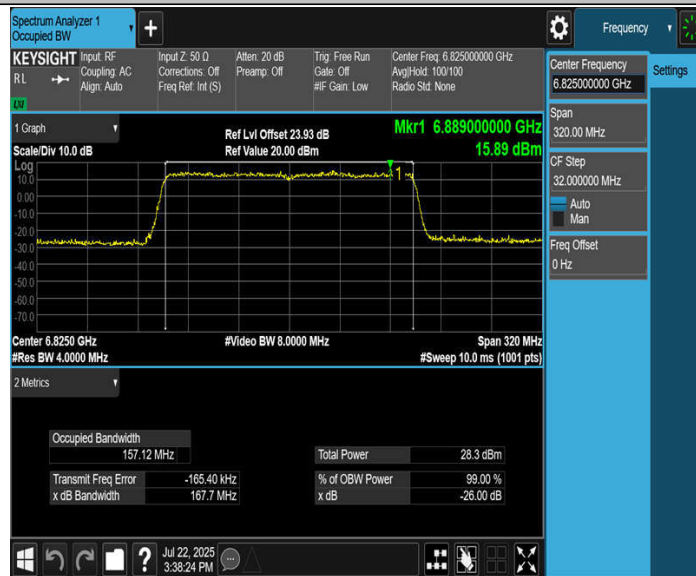 Spectrum Analyzer 1
Occupied BW
+
Frequency
KEYSIGHT
RL
LXI
Input: RF
Coupling: AC
Align: Auto
Input Z: 50 Ω
Corrections: Off
Freq Ref: Int (S)
Atten: 20 dB
Preamp: Off
Trig: Free Run
Gate: Off
#IF Gain: Low
Center Freq: 6.825000000 GHz
Avg|Hold: 100/100
Radio Std: None
Center Frequency
6.825000000 GHz
Settings
Span
320.00 MHz
CF Step
32.000000 MHz
Auto
Man
Freq Offset
0 Hz
1 Graph
Scale/Div 10.0 dB
Ref Lvl Offset 23.93 dB
Ref Value 20.00 dBm
Mkr1 6.889000000 GHz
15.89 dBm
Log
10.0
0.00
-10.0
-20.0
-30.0
-40.0
-50.0
-60.0
-70.0
1
Center 6.8250 GHz
#Video BW 8.0000 MHz
Span 320 MHz
#Res BW 4.0000 MHz
#Sweep 10.0 ms (1001 pts)
2 Metrics
Occupied Bandwidth
157.12 MHz
Total Power 28.3 dBm
Transmit Freq Error -165.40 kHz
% of OBW Power 99.00 %
x dB Bandwidth 167.7 MHz
x dB -26.00 dB
?
Jul 22, 2025
3:38:24 PM